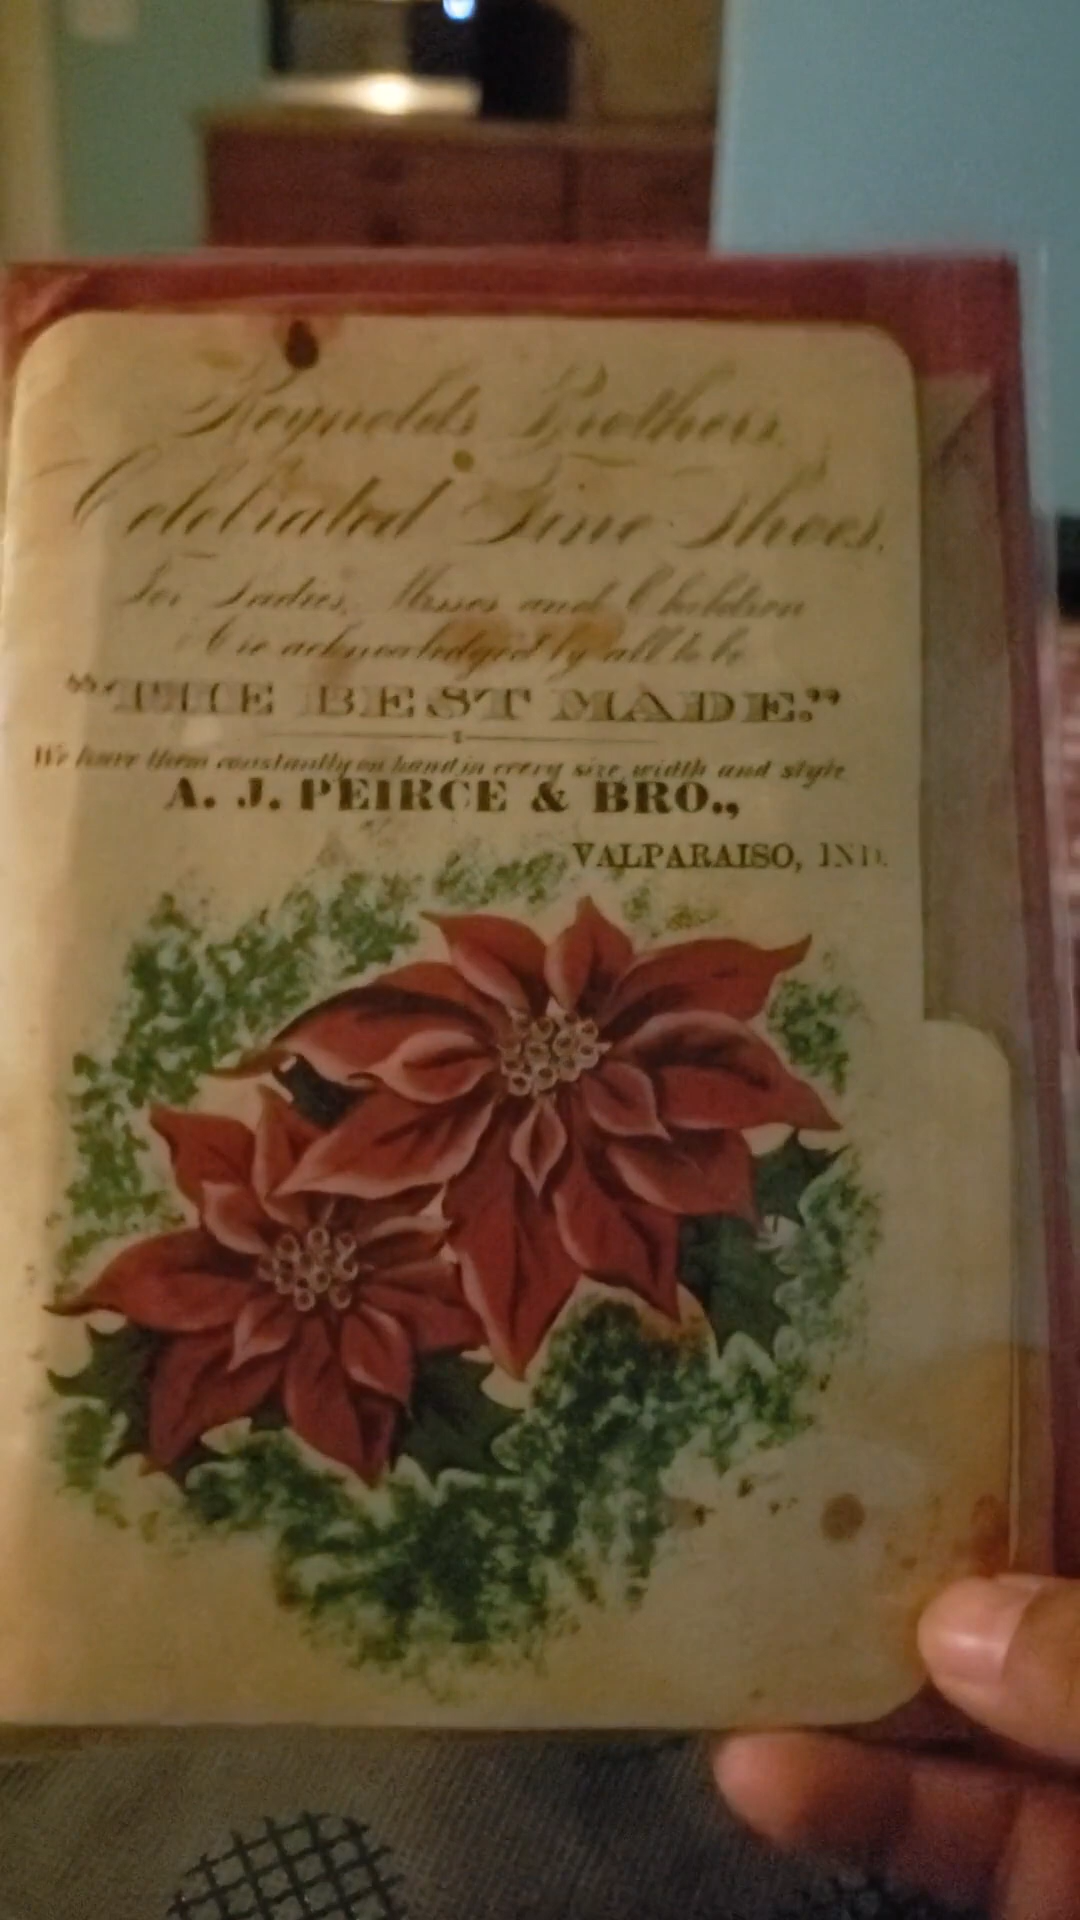 Reynolds Brothers,
Celebrated Fine Shoes.
For Ladies, Misses and Children
Are acknowledged by all to be
“THE BEST MADE.”
We have them constantly on hand in every size, width and style
A. J. PEIRCE & BRO.,
VALPARAISO, IND.